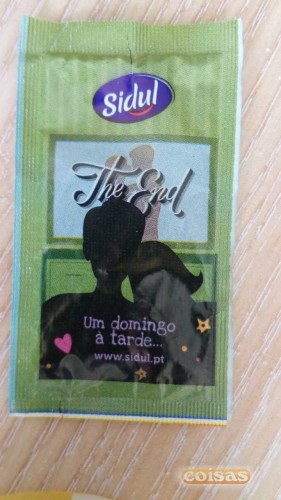 Sidul
The End
Um domingo
à tarde...
www.sidul.pt
coisas